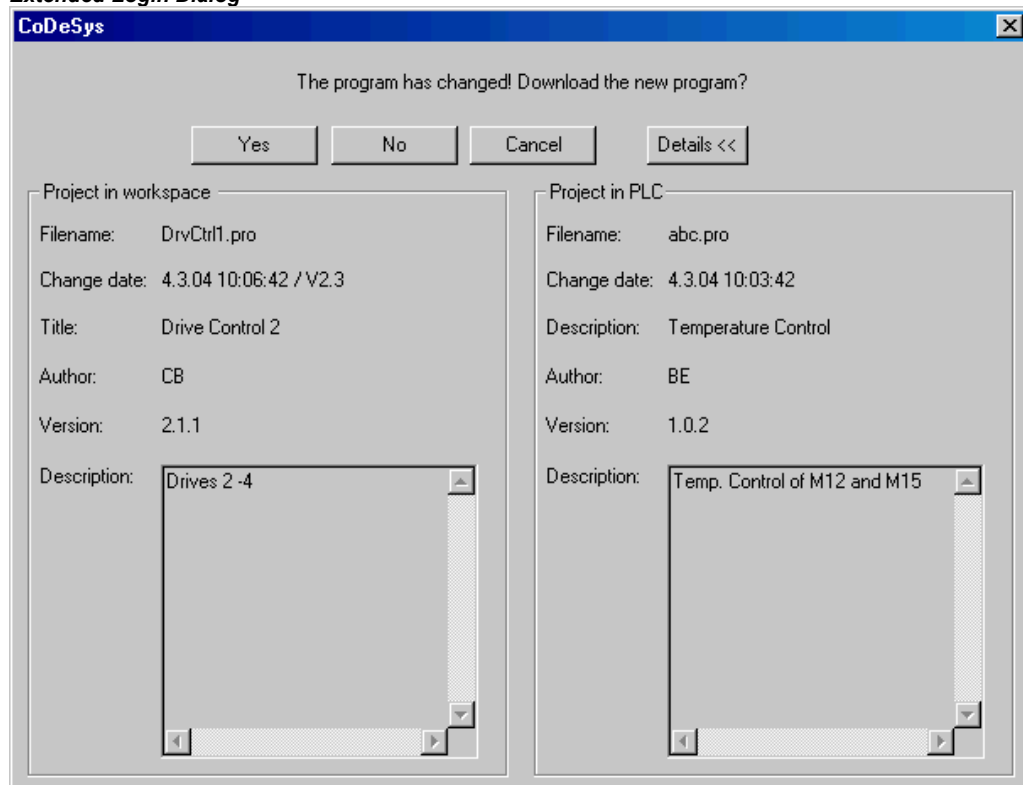 Extended Login Dialog
CoDeSys
The program has changed! Download the new program?
Yes No Cancel Details <<
Project in workspace
Filename: DrvCtrl1.pro
Change date: 4.3.04 10:06:42 / V2.3
Title: Drive Control 2
Author: CB
Version: 2.1.1
Description: Drives 2 -4
Project in PLC
Filename: abc.pro
Change date: 4.3.04 10:03:42
Description: Temperature Control
Author: BE
Version: 1.0.2
Description: Temp. Control of M12 and M15